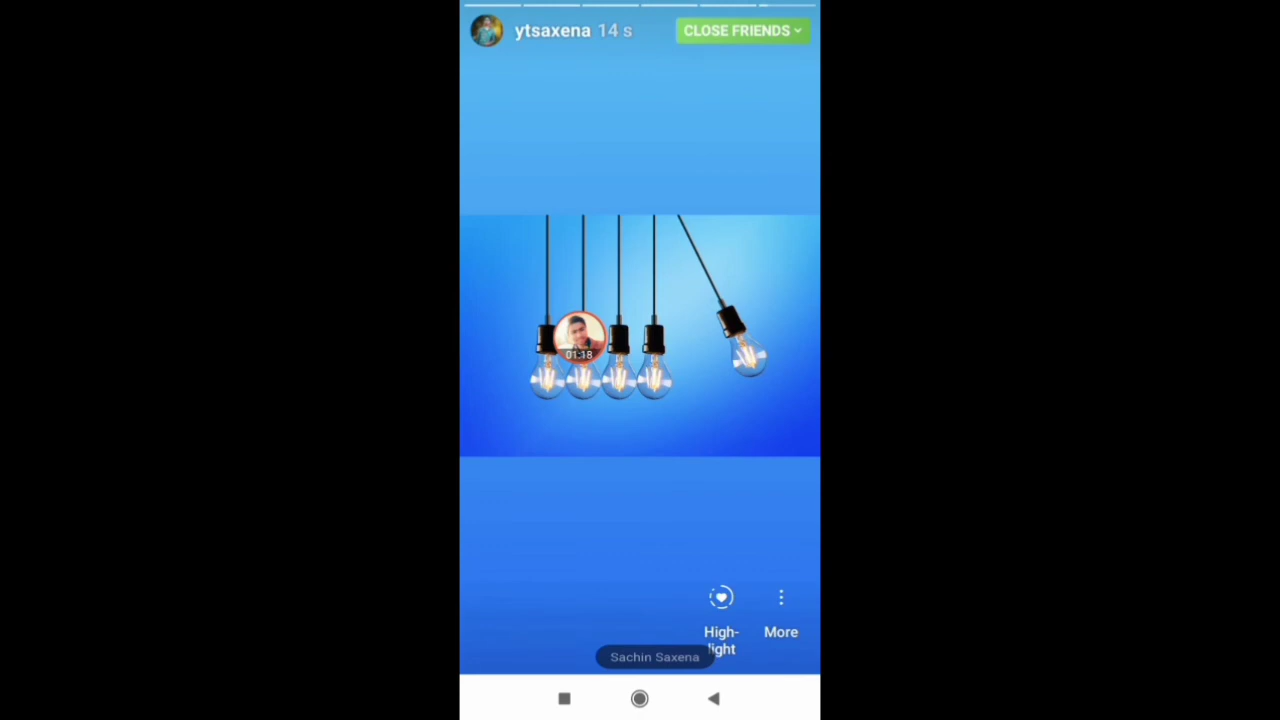 ytsaxena 14 s
CLOSE FRIENDS
01:18
High-
light
More
Sachin Saxena